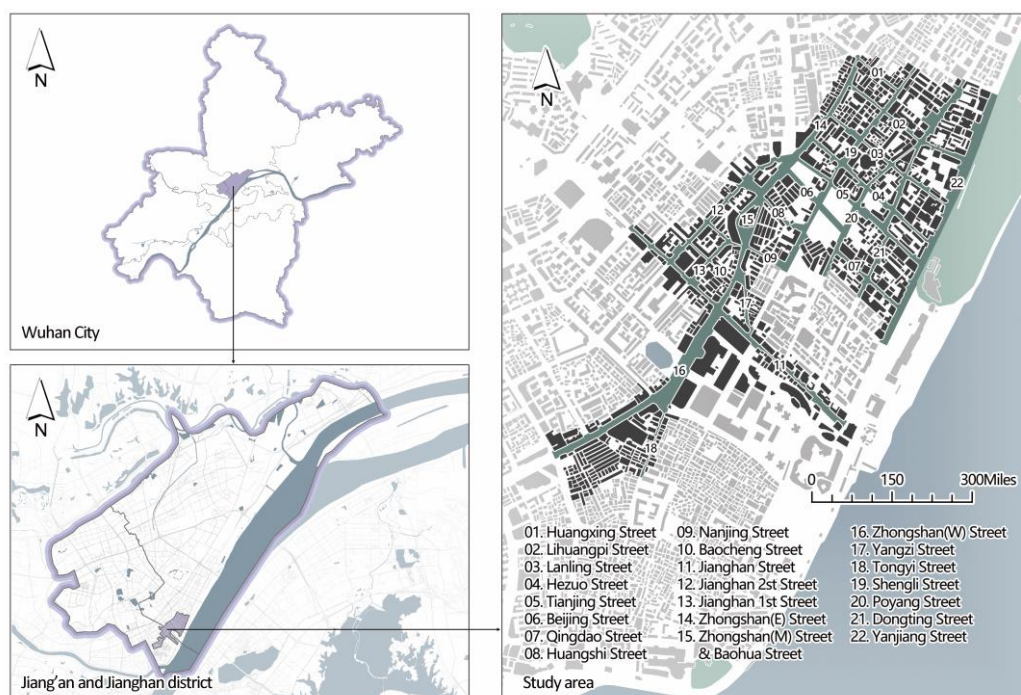 N
Wuhan City
N
Jiang'an and Jianghan district
N
01
02
14
19
03
22
06
05
04
12
15
08
20
21
13
10
09
07
17
16
11
18
0 150 300Miles
01. Huangxing Street
02. Lihuangpi Street
03. Lanling Street
04. Hezuo Street
05. Tianjing Street
06. Beijing Street
07. Qingdao Street
08. Huangshi Street
09. Nanjing Street
10. Baocheng Street
11. Jianghan Street
12. Jianghan 2st Street
13. Jianghan 1st Street
14. Zhongshan(E) Street
15. Zhongshan(M) Street
& Baohua Street
16. Zhongshan(W) Street
17. Yangzi Street
18. Tongyi Street
19. Shengli Street
20. Poyang Street
21. Dongting Street
22. Yanjiang Street
Study area